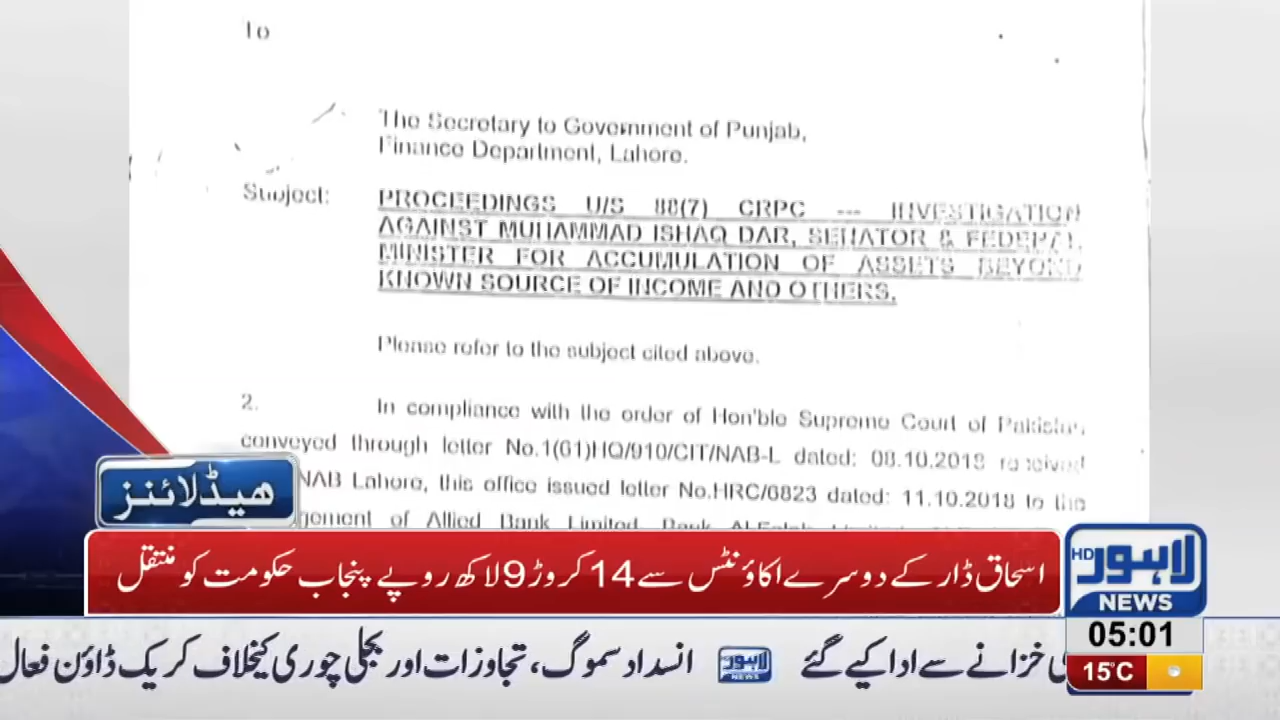 To
The Secretary to Government of Punjab,
Finance Department, Lahore.
Subject: PROCEEDINGS U/S 88(7) CRPC --- INVESTIGATION
AGAINST MUHAMMAD ISHAQ DAR, SENATOR & FEDERAL
MINISTER FOR ACCUMULATION OF ASSETS BEYOND
KNOWN SOURCE OF INCOME AND OTHERS.
Please refer to the subject cited above.
2. In compliance with the order of Hon'ble Supreme Court of Pakistan,
conveyed through letter No.1(61)HQ/910/CIT/NAB-L dated: 08.10.2018 received
NAB Lahore, this office issued letter No.HRC/6823 dated: 11.10.2018 to the
of Allied Bank Limited, Bank
ھیڈلائنز
اسحاق ڈار کے دوسرے اکاؤنٹس سے 14 کروڑ 9 لاکھ روپے پنجاب حکومت کو منتقل
HD لاہور
NEWS
05:01
15°C
خزانے سے ادا کیے گئے لاہور NEWS انسداد سموگ، تجاوزات اور بجلی چوری کیخلاف کریک ڈاؤن فعال